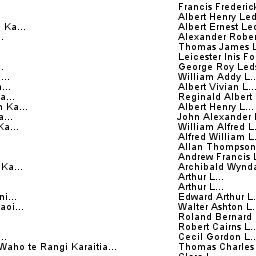 Francis Frederick
Albert Henry Led
Ka... Albert Ernest Led
... Alexander Rober
Thomas James L
Leicester Inis Fo
George Roy Leds
... William Addy L...
... Albert Vivian L...
a... Reginald Albert
Ka... Albert Henry L...
a... John Alexander
Ka... William Alfred L...
Alfred William L...
Allan Thompson
Andrew Francis L
Ka... Archibald Wynda
Arthur L...
Arthur L...
ni... Edward Arthur L...
aoi... Walter Ashton L...
Roland Bernard
Robert Cairns L...
... Cecil Gordon L...
Waho te Rangi Karaitia... Thomas Charles